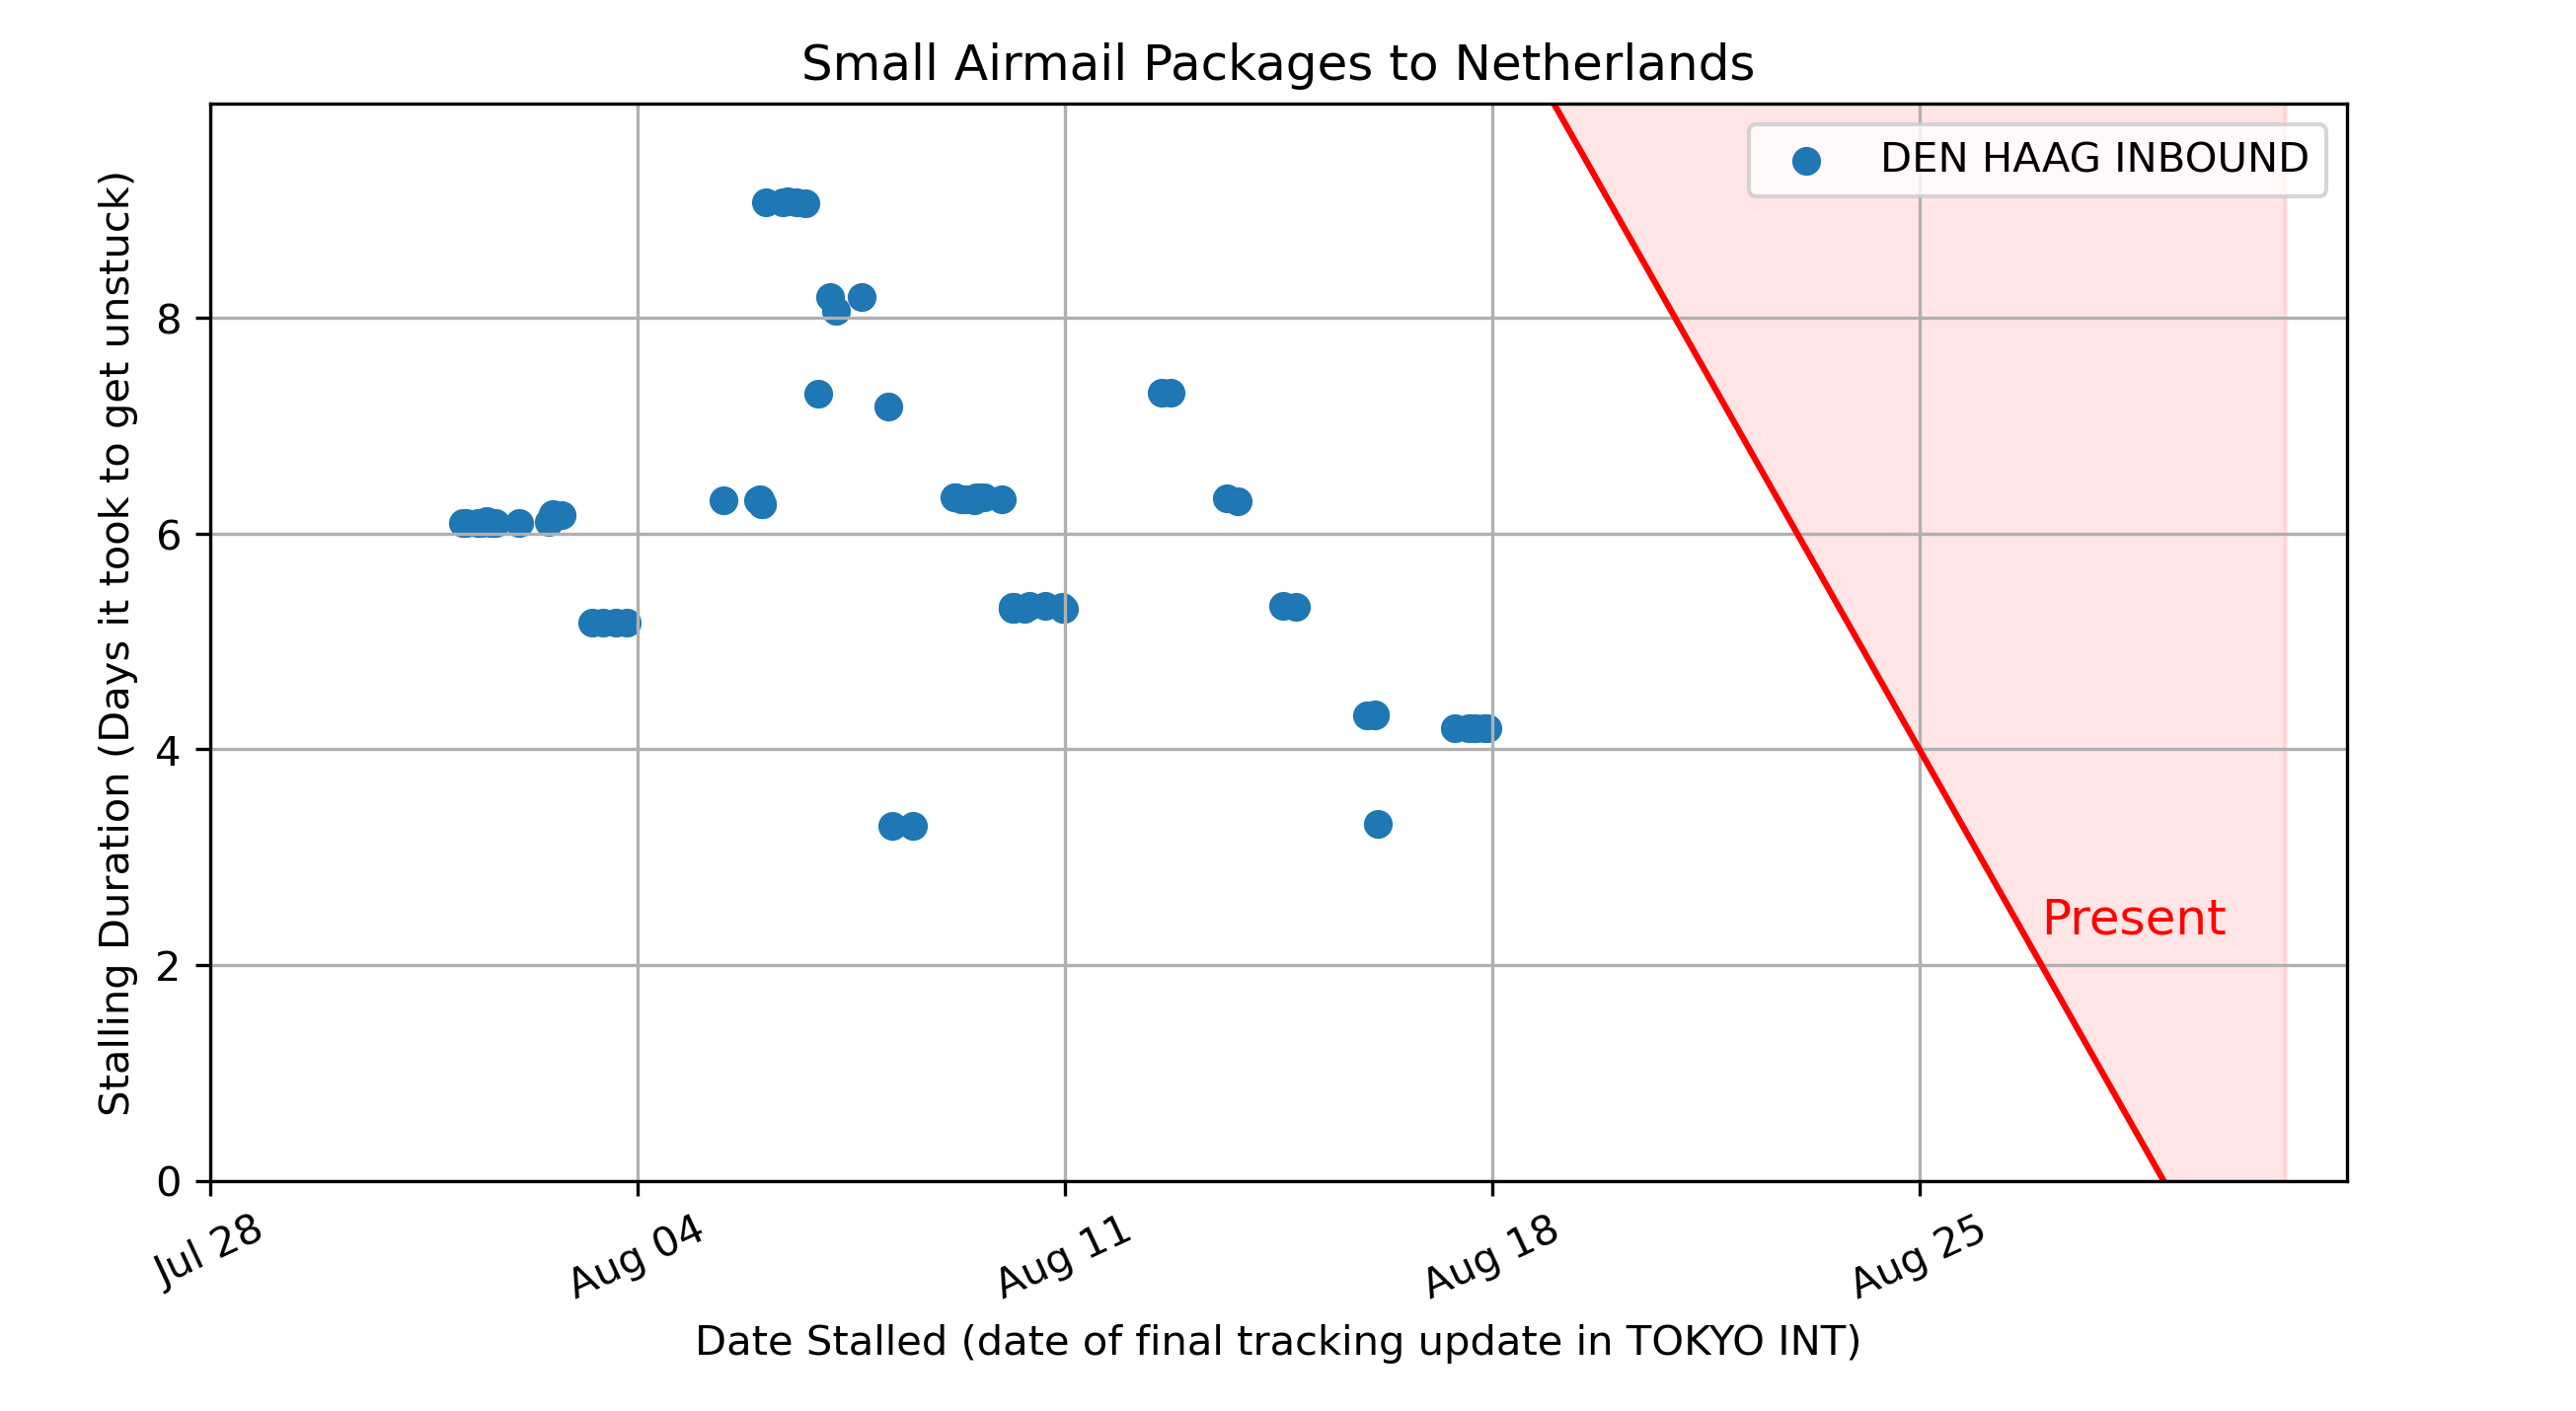 Small Airmail Packages to Netherlands
DEN HAAG INBOUND
Stalling Duration (Days it took to get unstuck)
8
6
4
2
0
Present
Jul 28
Aug 04
Aug 11
Aug 18
Aug 25
Date Stalled (date of final tracking update in TOKYO INT)